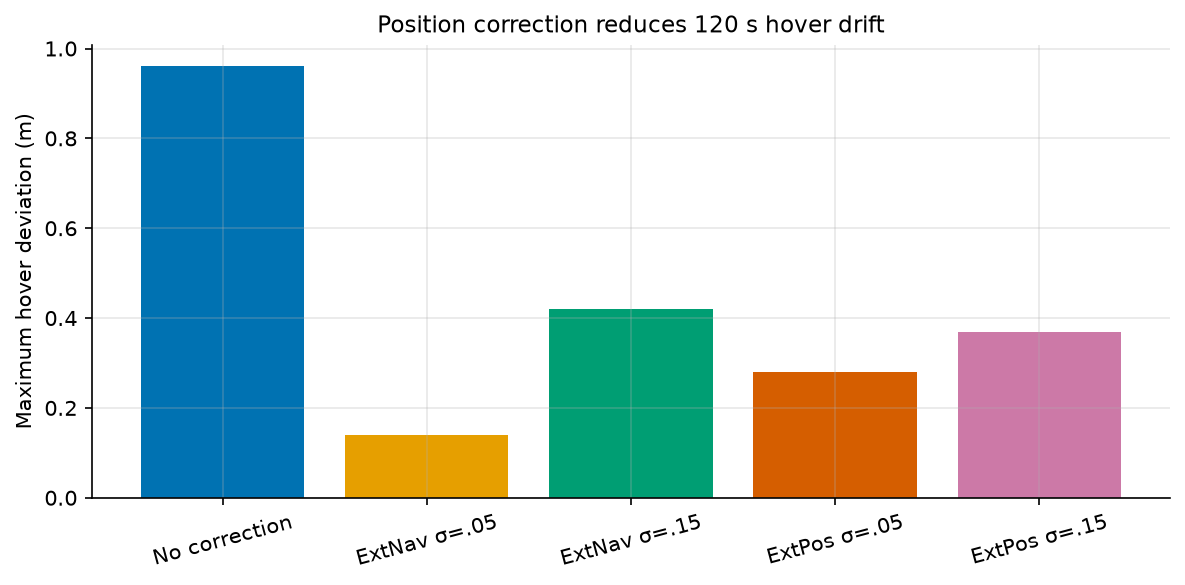 Position correction reduces 120 s hover drift
Maximum hover deviation (m)
1.0
0.8
0.6
0.4
0.2
0.0
No correction
ExtNav σ=.05
ExtNav σ=.15
ExtPos σ=.05
ExtPos σ=.15